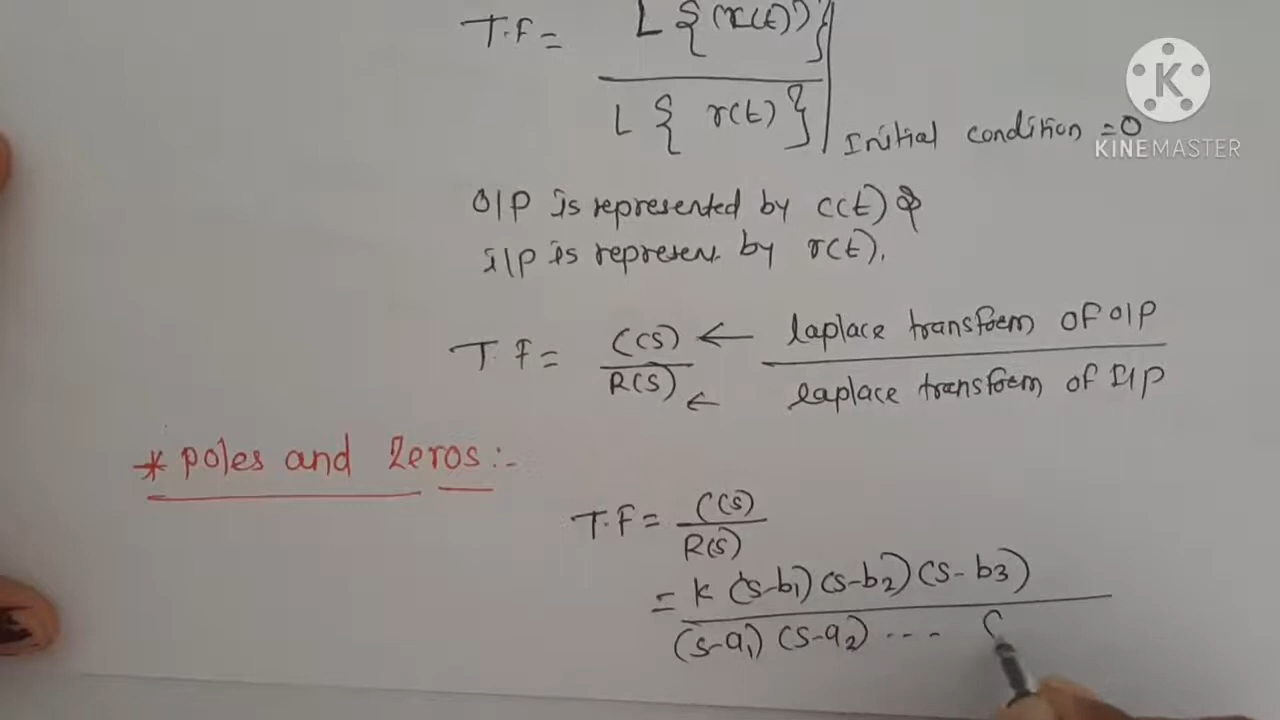 T.F =
L { (r(t)) }
L { r(t) }
Initial condition = 0
K
KINEMASTER
O/P is represented by c(t) &
i/P is represent by r(t).
T.F = C(s) ← laplace transform of O/P
R(s) ← laplace transform of I/P
* Poles and Zeros :-
T.F = C(s)
R(s)
= K (s-b1) (s-b2) (s-b3)
(s-a1) (s-a2) ... (